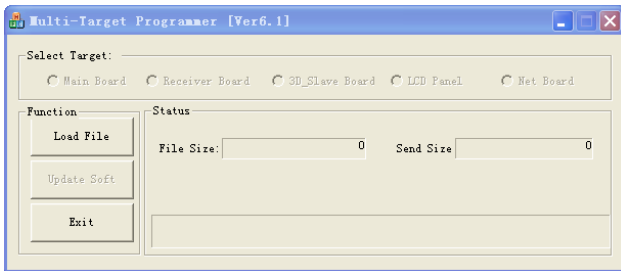 Multi-Target Programmer [Ver6.1]
Select Target:
Main Board Receiver Board 3D_Slave Board LCD Panel Net Board
Function
Status
Load File
File Size: 0 Send Size 0
Update Soft
Exit